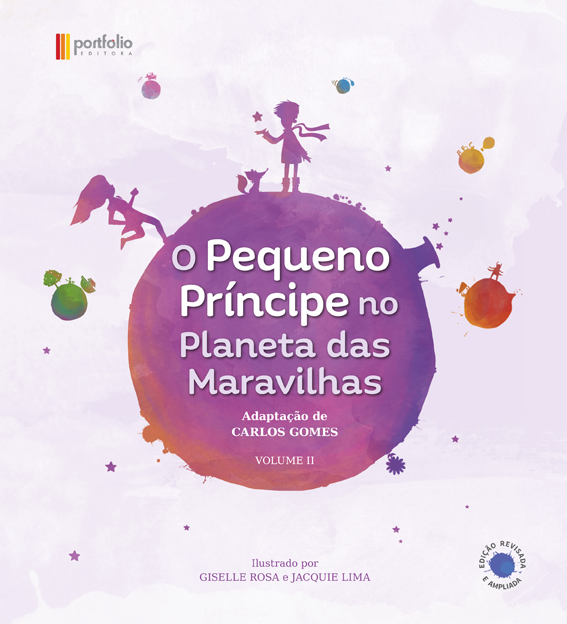 portfolio
EDITORA
O Pequeno
Príncipe no
Planeta das
Maravilhas
Adaptação de
CARLOS GOMES
VOLUME II
Ilustrado por
GISELLE ROSA e JACQUIE LIMA
EDIÇÃO REVISADA
E AMPLIADA